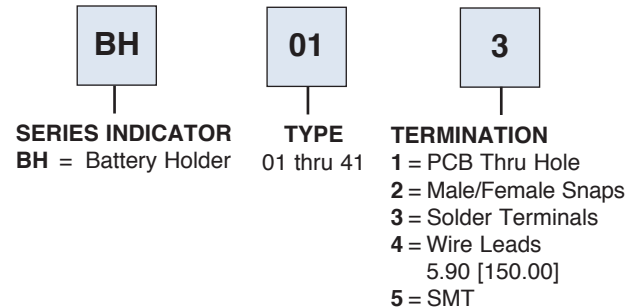 BH 01 3
SERIES INDICATOR
BH = Battery Holder
TYPE
01 thru 41
TERMINATION
1 = PCB Thru Hole
2 = Male/Female Snaps
3 = Solder Terminals
4 = Wire Leads
5.90 [150.00]
5 = SMT